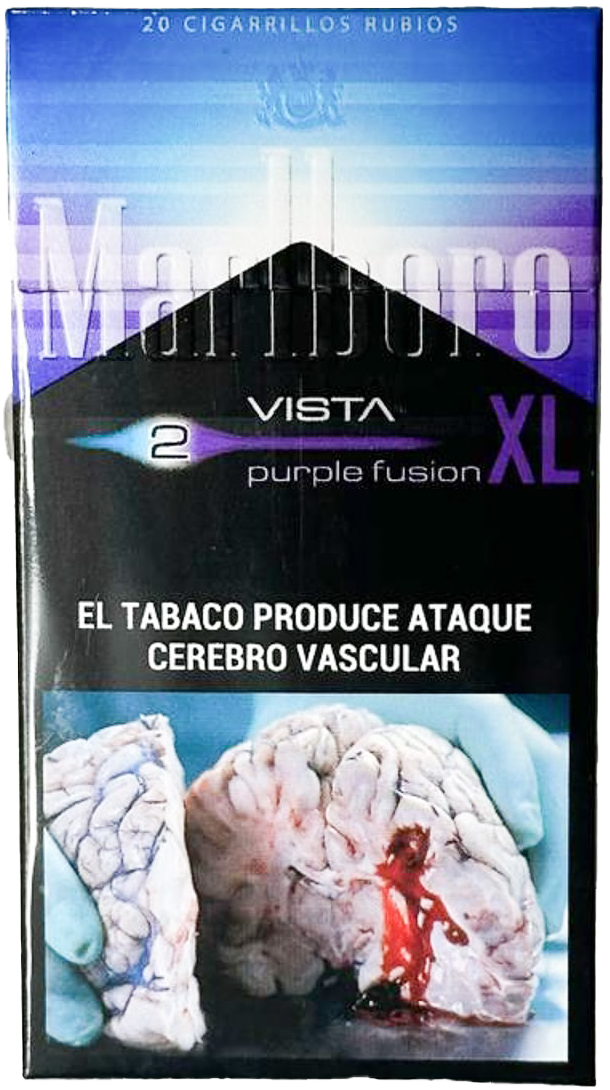 20 CIGARRILLOS RUBIOS
Marlboro
VISTA
2
purple fusion XL
EL TABACO PRODUCE ATAQUE
CEREBRO VASCULAR